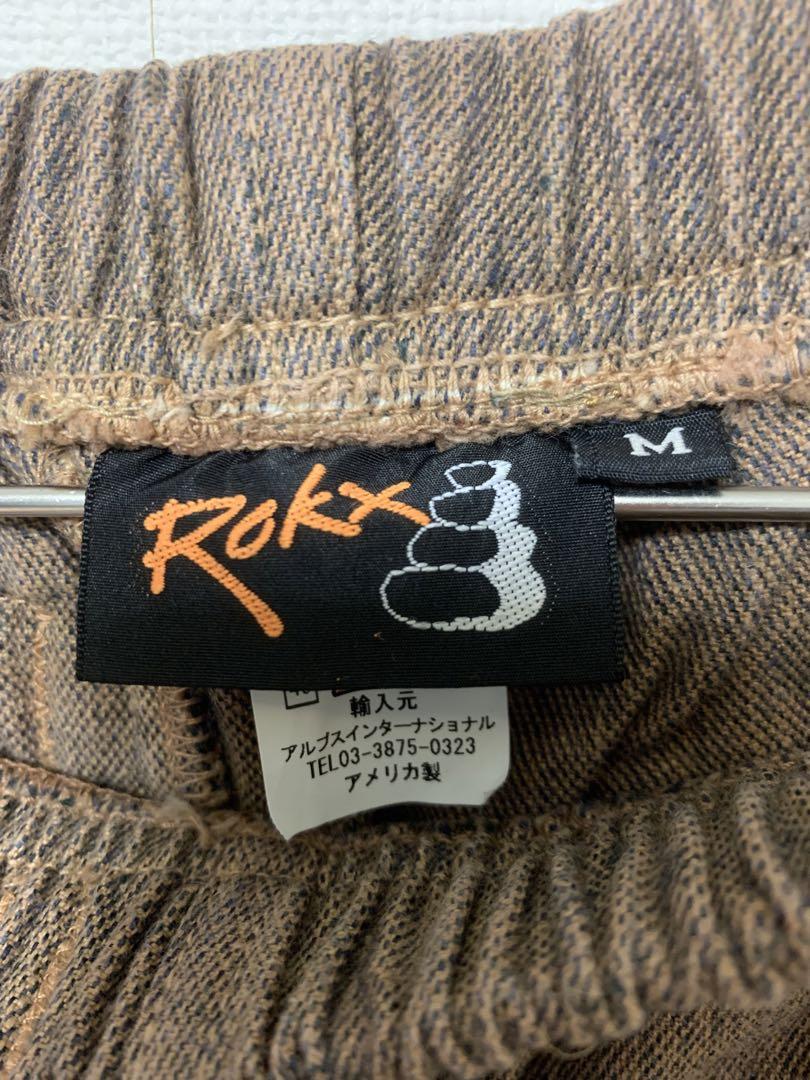 M
Rokx
輸入元
アルプスインターナショナル
TEL03-3875-0323
アメリカ製